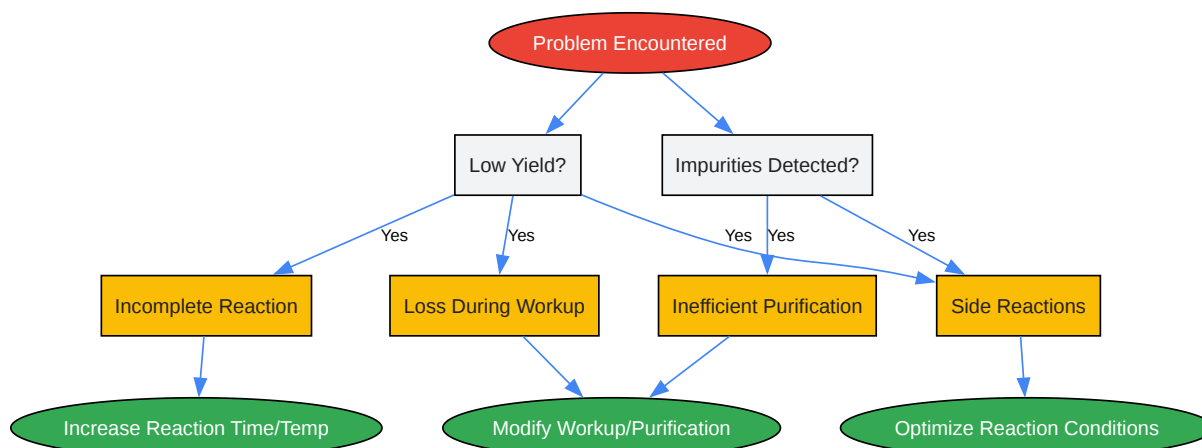 Problem Encountered
Low Yield?
Impurities Detected?
Yes
Yes
Yes
Yes
Yes
Incomplete Reaction
Loss During Workup
Inefficient Purification
Side Reactions
Increase Reaction Time/Temp
Modify Workup/Purification
Optimize Reaction Conditions